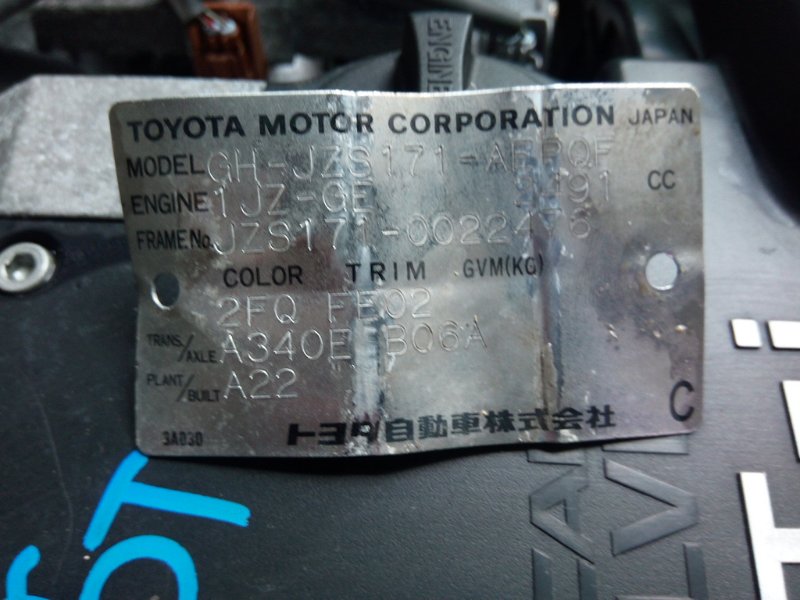 ENGINE
TOYOTA MOTOR CORPORATION JAPAN
MODEL GH-JZS171-AEPQF
ENGINE 1JZ-GE 2491 CC
FRAME No. JZS171-0022476
COLOR TRIM GVM(KG)
2FQ FE02
TRANS./AXLE A340E B06A
PLANT/BUILT A22
3A030 トヨタ自動車株式会社 C